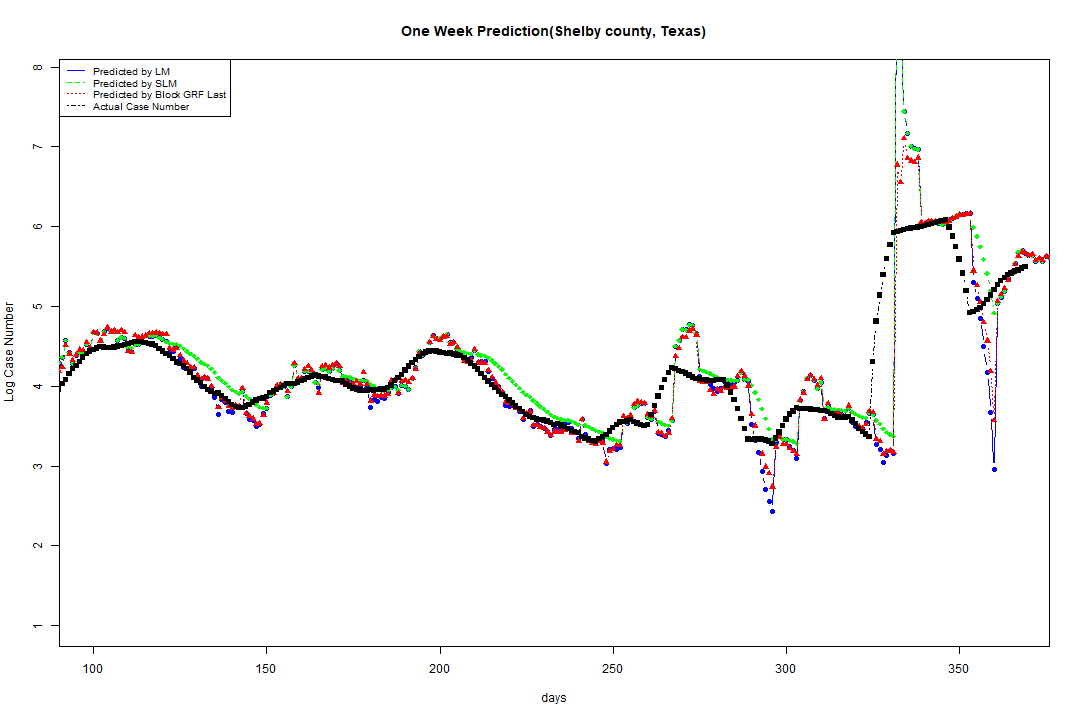 One Week Prediction(Shelby county, Texas)
Predicted by LM
Predicted by SLM
Predicted by Block GRF Last
Actual Case Number
8
7
6
5
4
3
2
1
Log Case Number
100 150 200 250 300 350
days